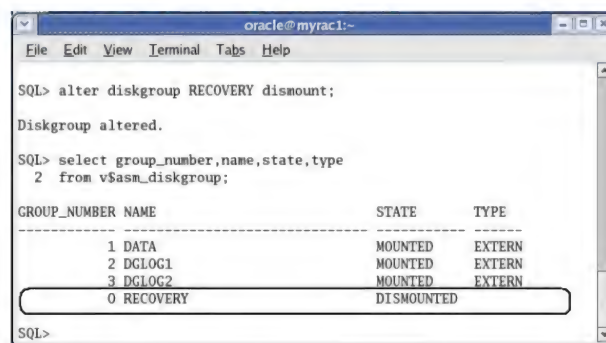 oracle@myrac1:~
File Edit View Terminal Tabs Help
SQL> alter diskgroup RECOVERY dismount;
Diskgroup altered.
SQL> select group_number,name,state,type
2 from v$asm_diskgroup;
GROUP_NUMBER NAME STATE TYPE
------------ ------------------------------ ----------- ------
1 DATA MOUNTED EXTERN
2 DGLOG1 MOUNTED EXTERN
3 DGLOG2 MOUNTED EXTERN
0 RECOVERY DISMOUNTED
SQL>